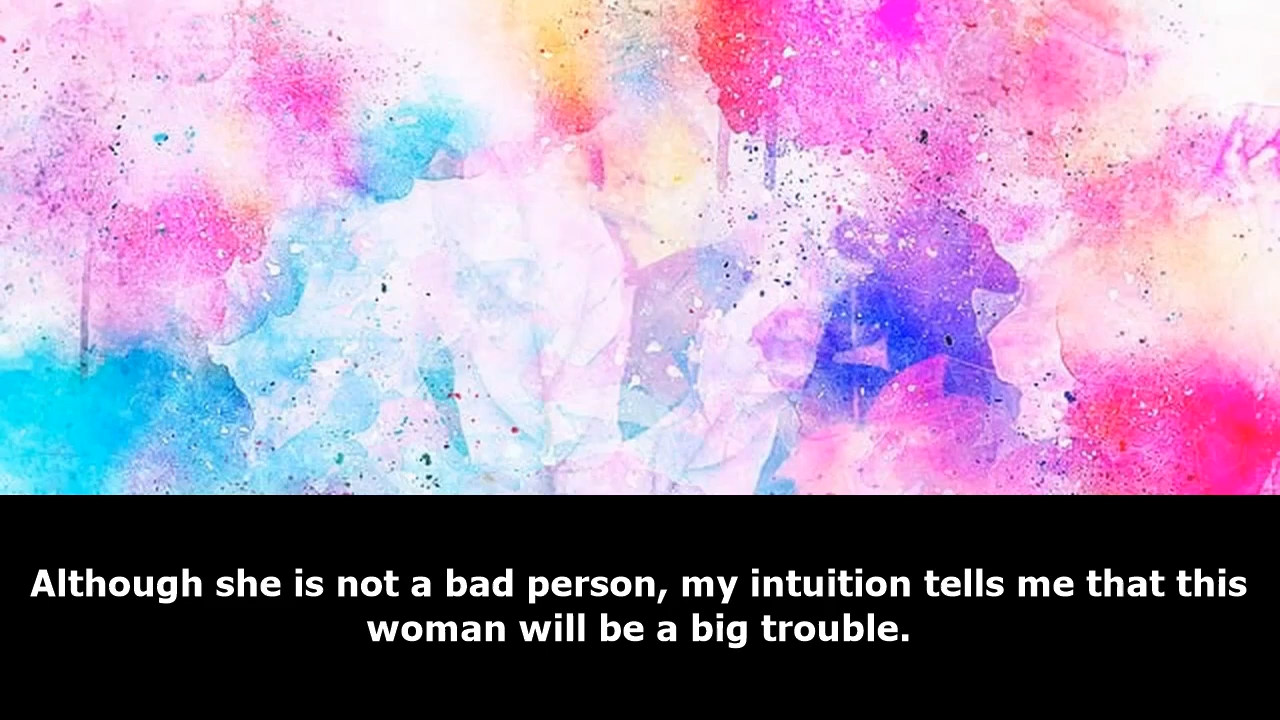 Although she is not a bad person, my intuition tells me that this
woman will be a big trouble.